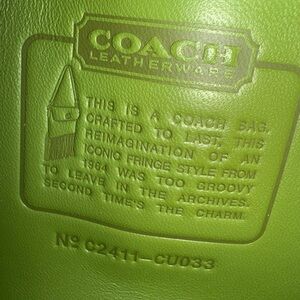 COACH
LEATHERWARE
THIS IS A COACH BAG.
CRAFTED TO LAST, THIS
REIMAGINATION OF AN
ICONIC FRINGE STYLE FROM
1964 WAS TOO GROOVY
TO LEAVE IN THE ARCHIVES.
SECOND TIME'S THE CHARM.
Nº C2411-CU033